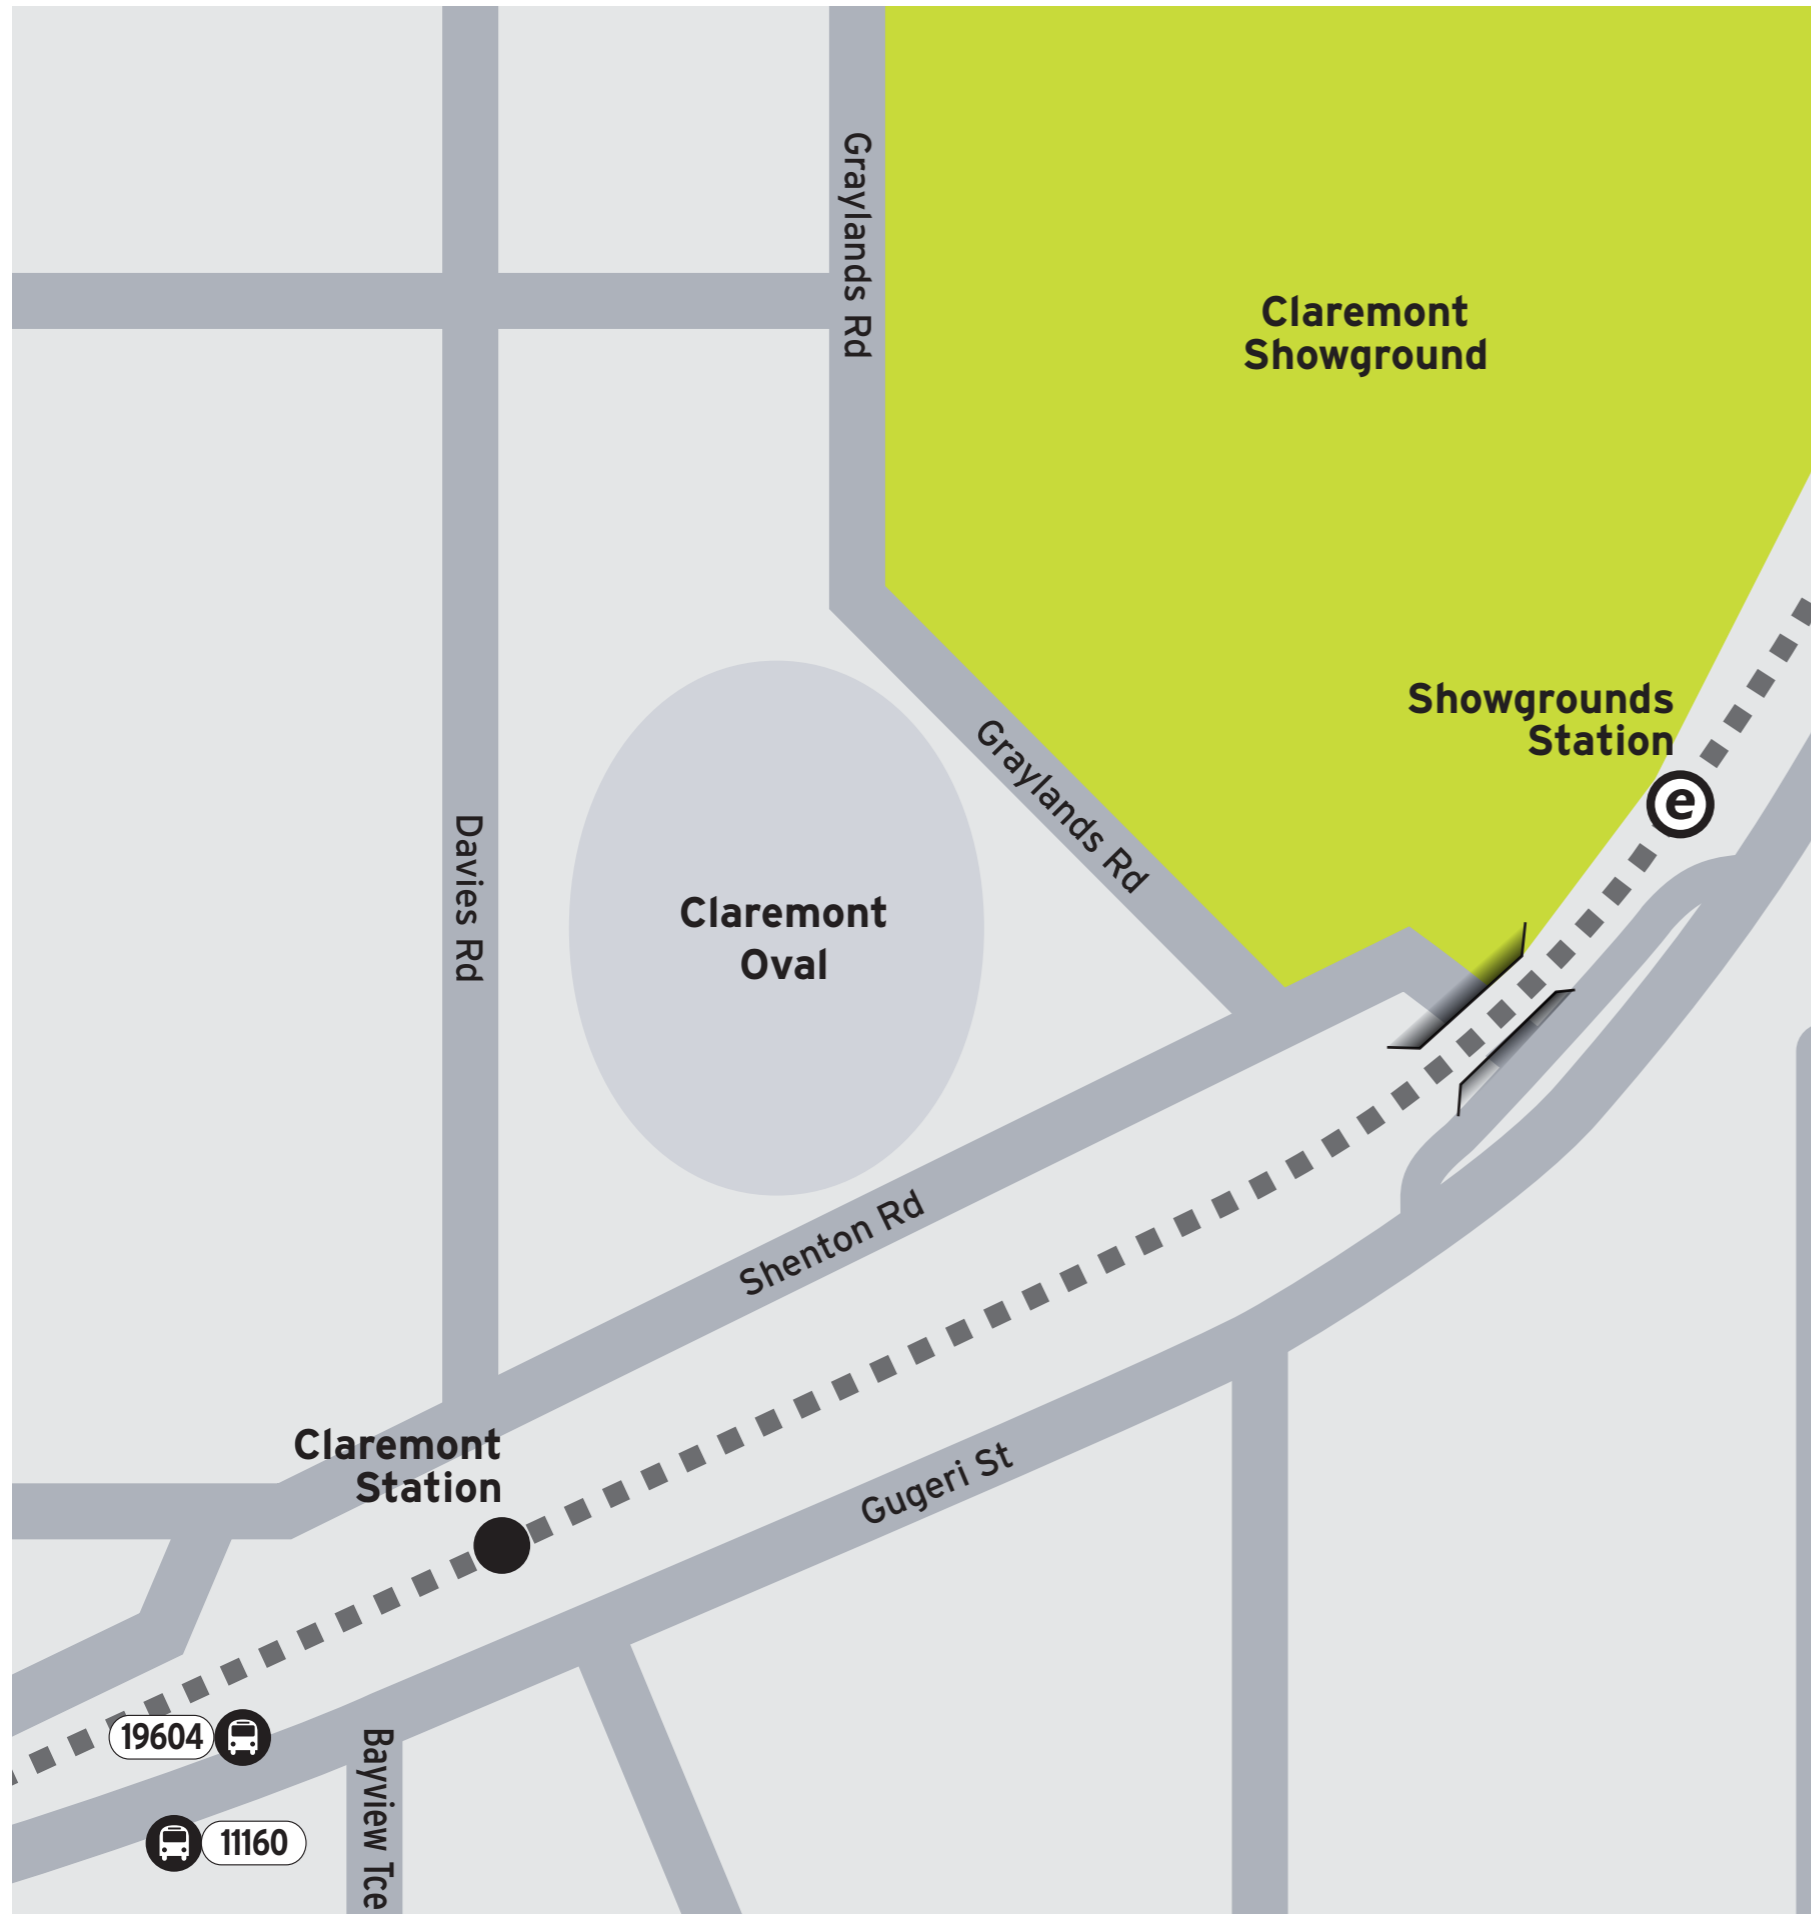 Graylands Rd
Claremont
Showground
Showgrounds
Station
e
Graylands Rd
Davies Rd
Claremont
Oval
Shenton Rd
Claremont
Station
Gugeri St
19604
Bayview Tce
11160